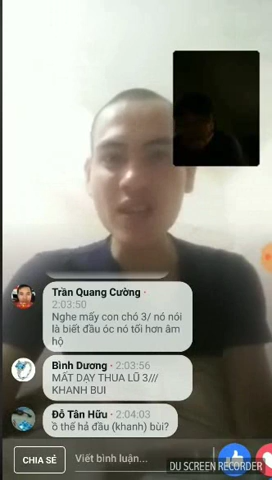 Trần Quang Cường ·
2:03:50
Nghe mấy con chó 3/ nó nói
là biết đầu óc nó tối hơn âm
hộ
Bình Dương · 2:03:56
MẤT DẠY THUA LŨ 3///
KHANH BUI
Đô Tân Hữu · 2:04:03
ồ thế hả đầu (khanh) bùi?
CHIA SẺ
Viết bình luận...
DU SCREEN RECORDER